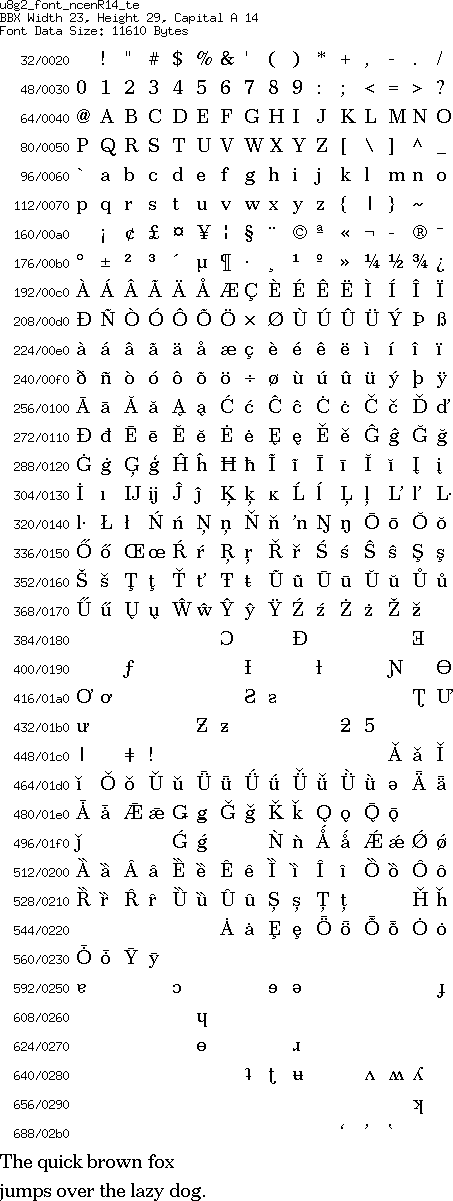 u8g2_font_ncenR14_te
BBX Width 23, Height 29, Capital A 14
Font Data Size: 11610 Bytes
32/0020 ! " # $ % & ' ( ) * + , - . /
48/0030 0 1 2 3 4 5 6 7 8 9 : ; < = > ?
64/0040 @ A B C D E F G H I J K L M N O
80/0050 P Q R S T U V W X Y Z [ \ ] ^ _
96/0060 ` a b c d e f g h i j k l m n o
112/0070 p q r s t u v w x y z { | } ~
160/00a0 ¡ ¢ £ ¤ ¥ ¦ § ¨ © ª « ¬ - ® ¯
176/00b0 ° ± ² ³ ´ µ ¶ · ¸ ¹ º » ¼ ½ ¾ ¿
192/00c0 À Á Â Ã Ä Å Æ Ç È É Ê Ë Ì Í Î Ï
208/00d0 Ð Ñ Ò Ó Ô Õ Ö × Ø Ù Ú Û Ü Ý Þ ß
224/00e0 à á â ã ä å æ ç è é ê ë ì í î ï
240/00f0 ð ñ ò ó ô õ ö ÷ ø ù ú û ü ý þ ÿ
256/0100 Ā ā Ă ă Ą ą Ć ć Ĉ ĉ Ċ ċ Č č Ď ď
272/0110 Đ đ Ē ē Ĕ ĕ Ė ė Ę ę Ě ě Ĝ ĝ Ğ ğ
288/0120 Ġ ġ Ģ ģ Ĥ ĥ Ħ ħ Ĩ ĩ Ī ī Ĭ ĭ Į į
304/0130 İ ı Ĳ ĳ Ĵ ĵ Ķ ķ ĸ Ĺ ĺ Ļ ļ Ľ ľ Ŀ
320/0140 ŀ Ł ł Ń ń Ņ ņ Ň ň ŉ Ŋ ŋ Ō ō Ŏ ŏ
336/0150 Ő ő Œ œ Ŕ ŕ Ŗ ŗ Ř ř Ś ś Ŝ ŝ Ş ş
352/0160 Š š Ţ ţ Ť ť Ŧ ŧ Ũ ũ Ū ū Ŭ ŭ Ů ů
368/0170 Ű ű Ų ų Ŵ ŵ Ŷ ŷ Ÿ Ź ź Ż ż Ž ž
384/0180 Ɔ Ɖ Ǝ
400/0190 ƒ Ɨ ƚ Ɲ Ɵ
416/01a0 Ơ ơ Ƨ ƨ Ʈ Ư
432/01b0 ư Ƶ ƶ ƻ 5
448/01c0 ǀ ǂ ǃ Ǎ ǎ Ǐ
464/01d0 ǐ Ǒ ǒ Ǔ ǔ Ǖ ǖ Ǘ ǘ Ǚ ǚ Ǜ ǜ ǝ Ǟ ǟ
480/01e0 Ǡ ǡ Ǣ ǣ Ǥ ǥ Ǧ ǧ Ǩ ǩ Ǫ ǫ Ǭ ǭ
496/01f0 ǰ Ǵ ǵ Ǹ ǹ Ǻ ǻ Ǽ ǽ Ǿ ǿ
512/0200 Ȁ ȁ Ȃ ȃ Ȅ ȅ Ȇ ȇ Ȉ ȉ Ȋ ȋ Ȍ ȍ Ȏ ȏ
528/0210 Ȑ ȑ Ȓ ȓ Ȕ ȕ Ȗ ȗ Ș ș Ț ț Ȟ ȟ
544/0220 Ȧ ȧ Ȩ ȩ Ȫ ȫ Ȭ ȭ Ȯ ȯ
560/0230 Ȱ ȱ Ȳ ȳ
592/0250 ɐ ɔ ɘ ə ɟ
608/0260 ɥ
624/0270 ɵ ɹ
640/0280 ʇ ʈ ʉ ʌ ʍ ʎ
656/0290 ʞ
688/02b0 ʻ ʼ ʽ
The quick brown fox
jumps over the lazy dog.